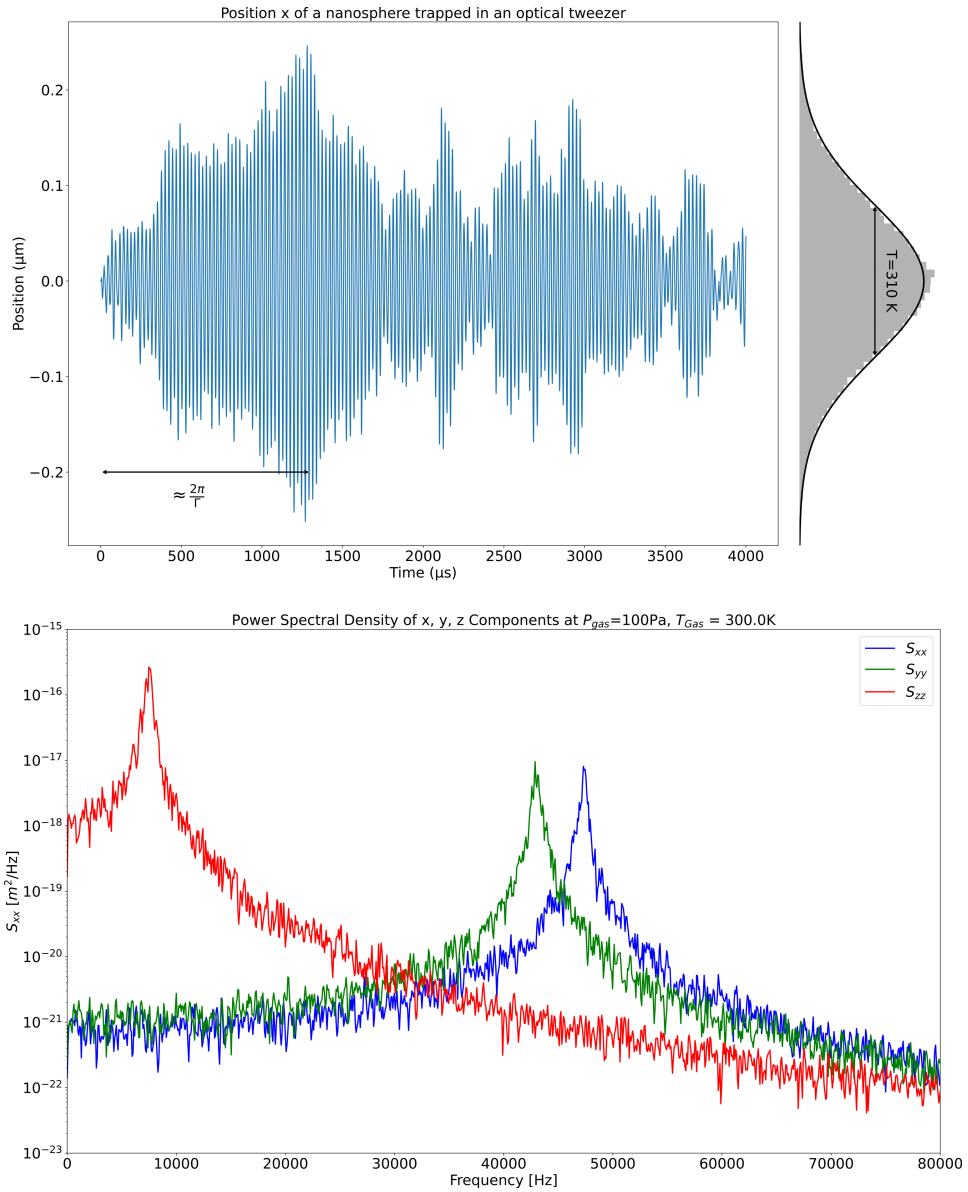 Position x of a nanosphere trapped in an optical tweezer
Position (μm)
0.2
0.1
0.0
−0.1
−0.2
≈ 2π/Γ
0 500 1000 1500 2000 2500 3000 3500 4000
Time (μs)
T=310 K
Power Spectral Density of x, y, z Components at P_gas=100Pa, T_Gas = 300.0K
S_xx [m²/Hz]
10⁻¹⁵
10⁻¹⁶
10⁻¹⁷
10⁻¹⁸
10⁻¹⁹
10⁻²⁰
10⁻²¹
10⁻²²
10⁻²³
S_xx
S_yy
S_zz
0 10000 20000 30000 40000 50000 60000 70000 80000
Frequency [Hz]